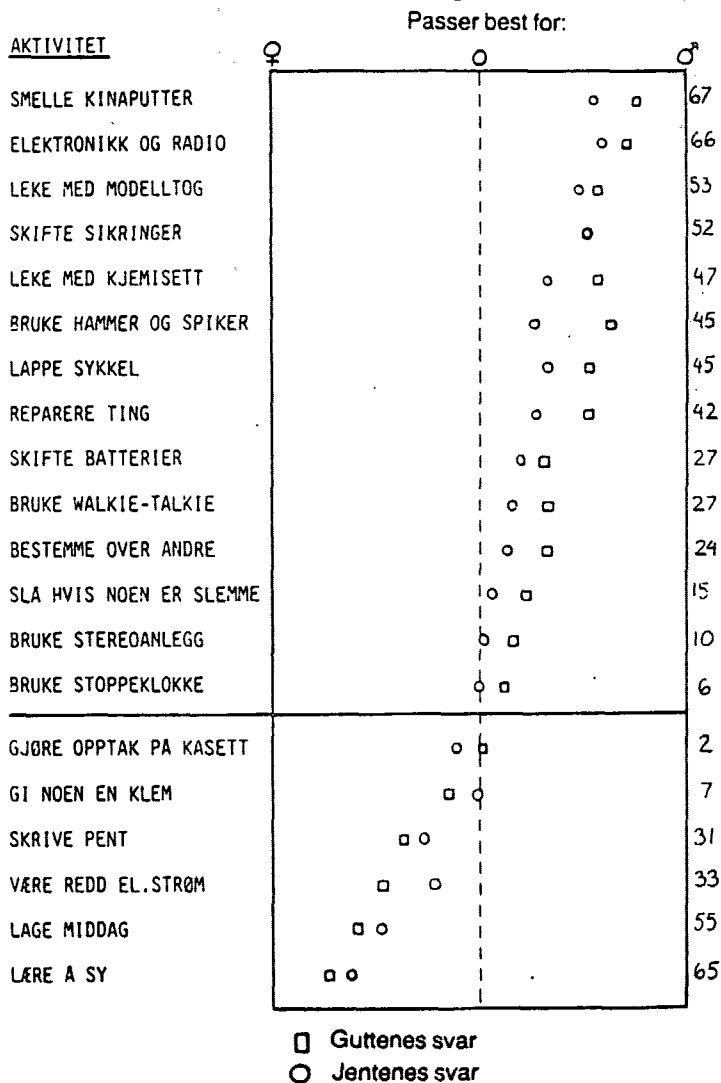 Passer best for:
AKTIVITET ♀ 0 ♂
SMELLE KINAPUTTER 67
ELEKTRONIKK OG RADIO 66
LEKE MED MODELLTOG 53
SKIFTE SIKRINGER 52
LEKE MED KJEMISETT 47
BRUKE HAMMER OG SPIKER 45
LAPPE SYKKEL 45
REPARERE TING 42
SKIFTE BATTERIER 27
BRUKE WALKIE-TALKIE 27
BESTEMME OVER ANDRE 24
SLA HVIS NOEN ER SLEMME 15
BRUKE STEREOANLEGG 10
BRUKE STOPPEKLOKKE 6
GJØRE OPPTAK PA KASETT 2
GI NOEN EN KLEM 7
SKRIVE PENT 31
VÆRE REDD EL.STRØM 33
LAGE MIDDAG 55
LÆRE A SY 65
Guttenes svar
Jentenes svar